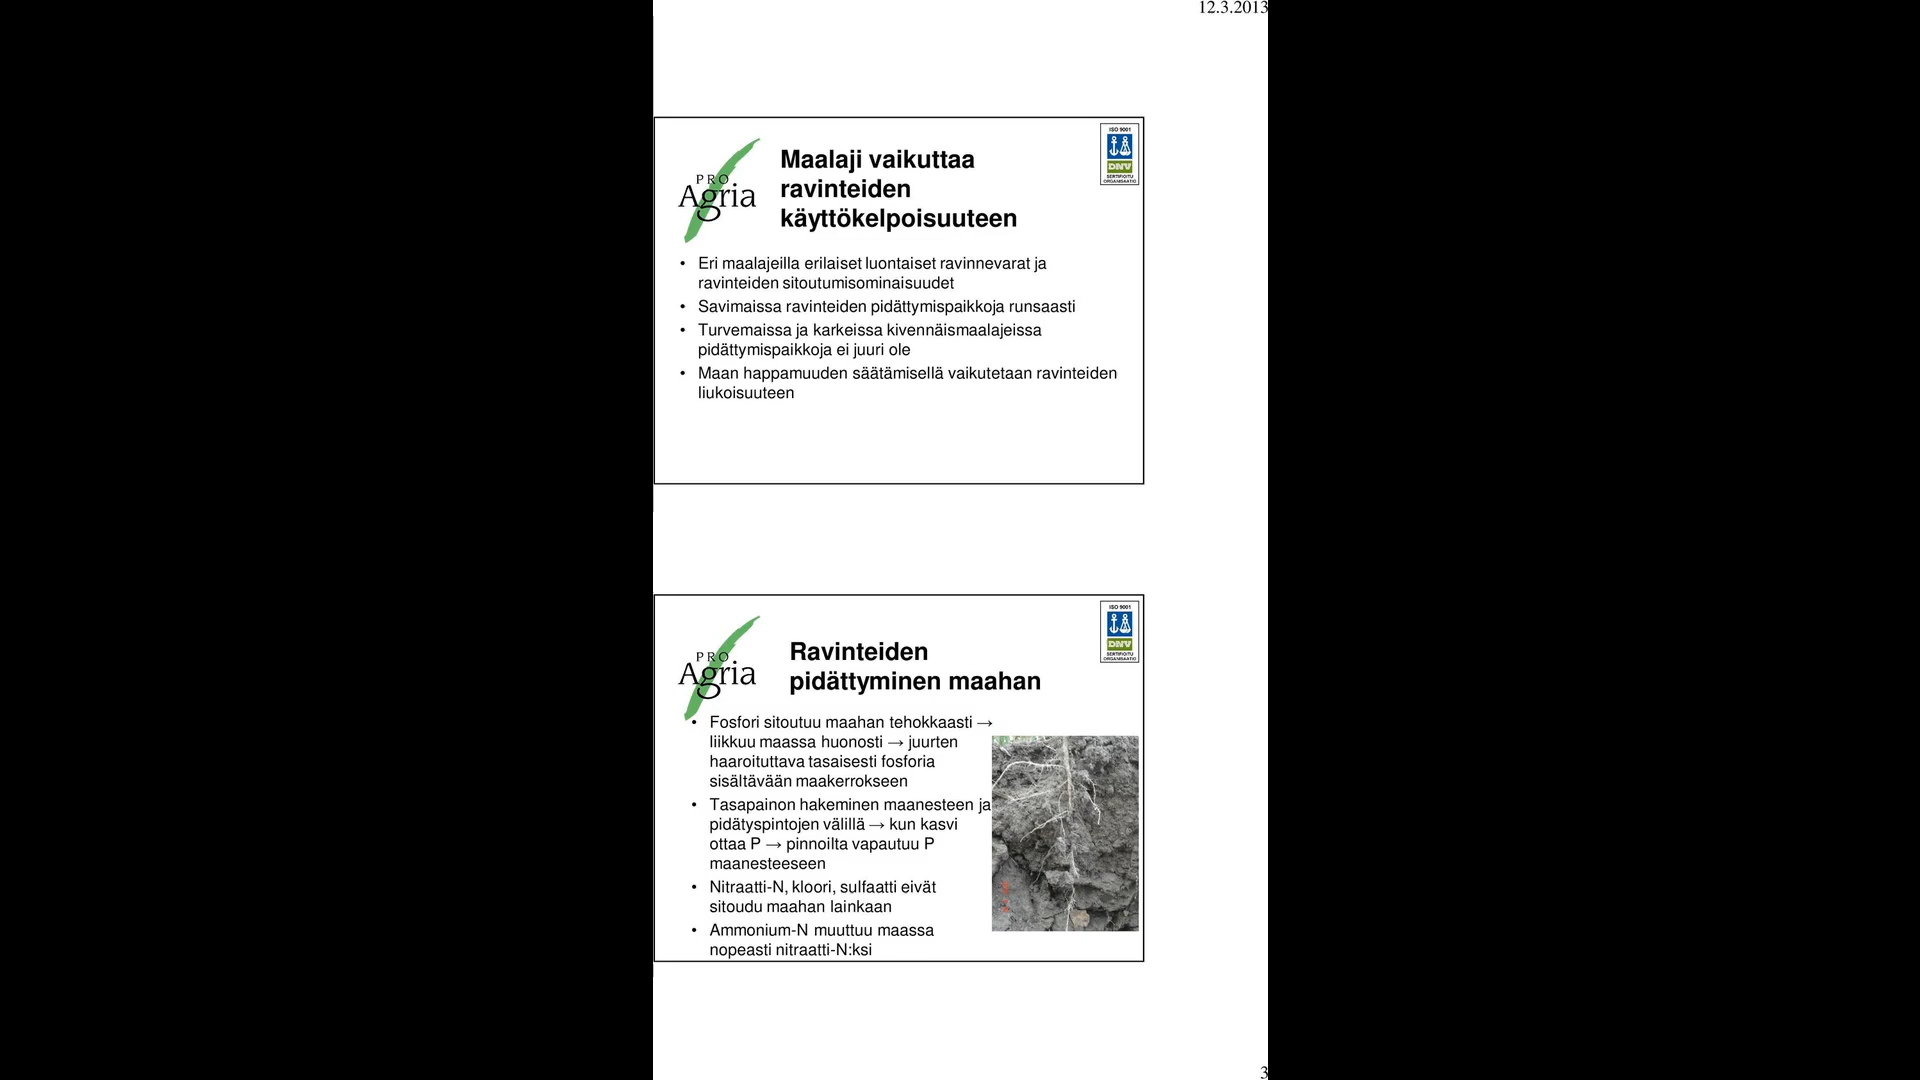 12.3.2013
PRO
Agria
Maalaji vaikuttaa
ravinteiden
käyttökelpoisuuteen
ISO 9001
DNV
SERTIFIOITU
ORGANISAATIO
• Eri maalajeilla erilaiset luontaiset ravinnevarat ja
ravinteiden sitoutumisominaisuudet
• Savimaissa ravinteiden pidättymispaikkoja runsaasti
• Turvemaissa ja karkeissa kivennäismaalajeissa
pidättymispaikkoja ei juuri ole
• Maan happamuuden säätämisellä vaikutetaan ravinteiden
liukoisuuteen
PRO
Agria
Ravinteiden
pidättyminen maahan
ISO 9001
DNV
SERTIFIOITU
ORGANISAATIO
• Fosfori sitoutuu maahan tehokkaasti →
liikkuu maassa huonosti → juurten
haaroituttava tasaisesti fosforia
sisältävään maakerrokseen
• Tasapainon hakeminen maanesteen ja
pidätyspintojen välillä → kun kasvi
ottaa P → pinnoilta vapautuu P
maanesteeseen
• Nitraatti-N, kloori, sulfaatti eivät
sitoudu maahan lainkaan
• Ammonium-N muuttuu maassa
nopeasti nitraatti-N:ksi
3